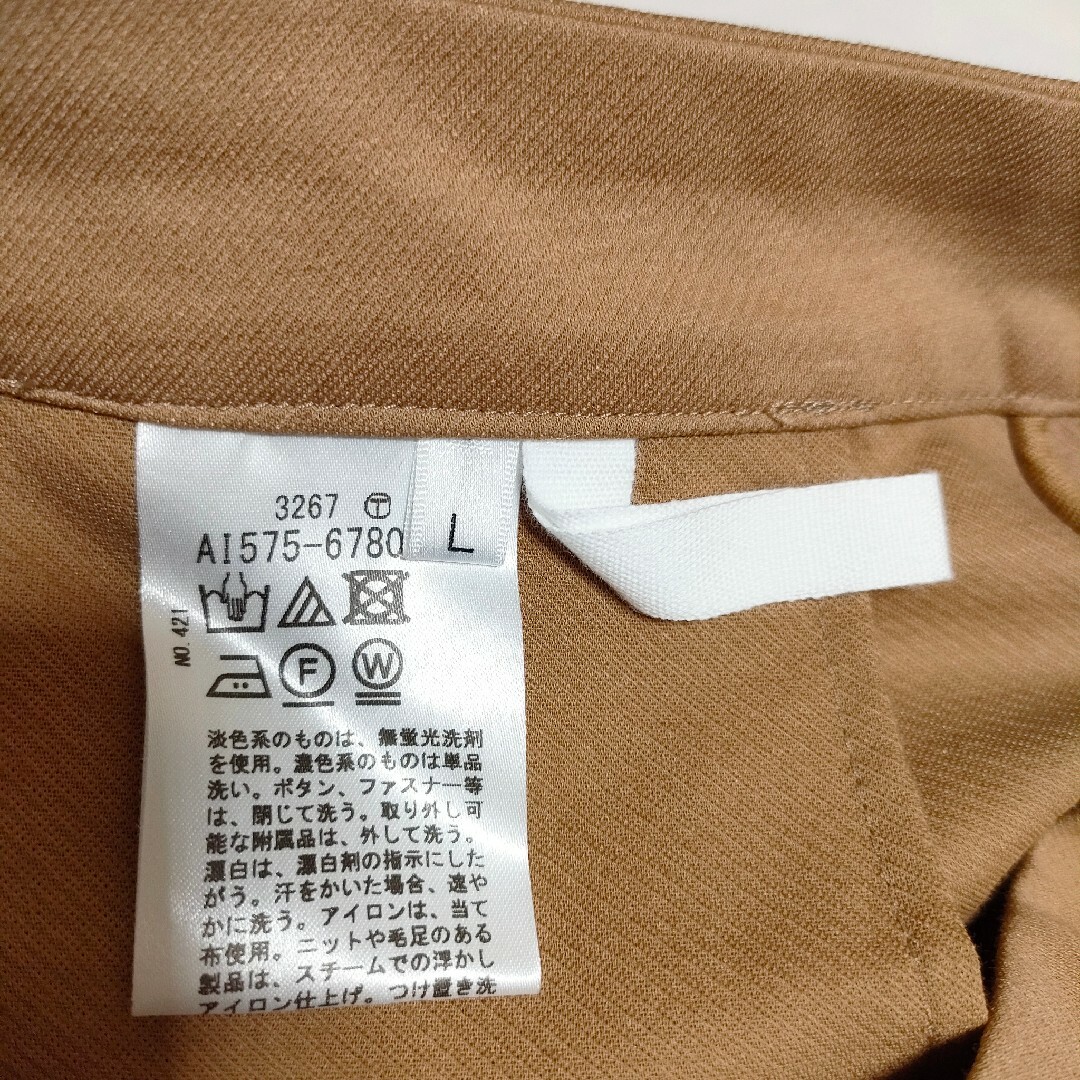 3267 Ⓣ
AI575-6780
L
NO.421
F W
淡色系のものは、無蛍光洗剤
を使用。濃色系のものは単品
洗い。ボタン、ファスナー等
は、閉じて洗う。取り外し可
能な附属品は、外して洗う。
漂白は、漂白剤の指示にした
がう。汗をかいた場合、速や
かに洗う。アイロンは、当て
布使用。ニットや毛足のある
製品は、スチームでの浮かし
アイロン仕上げ。つけ置き洗